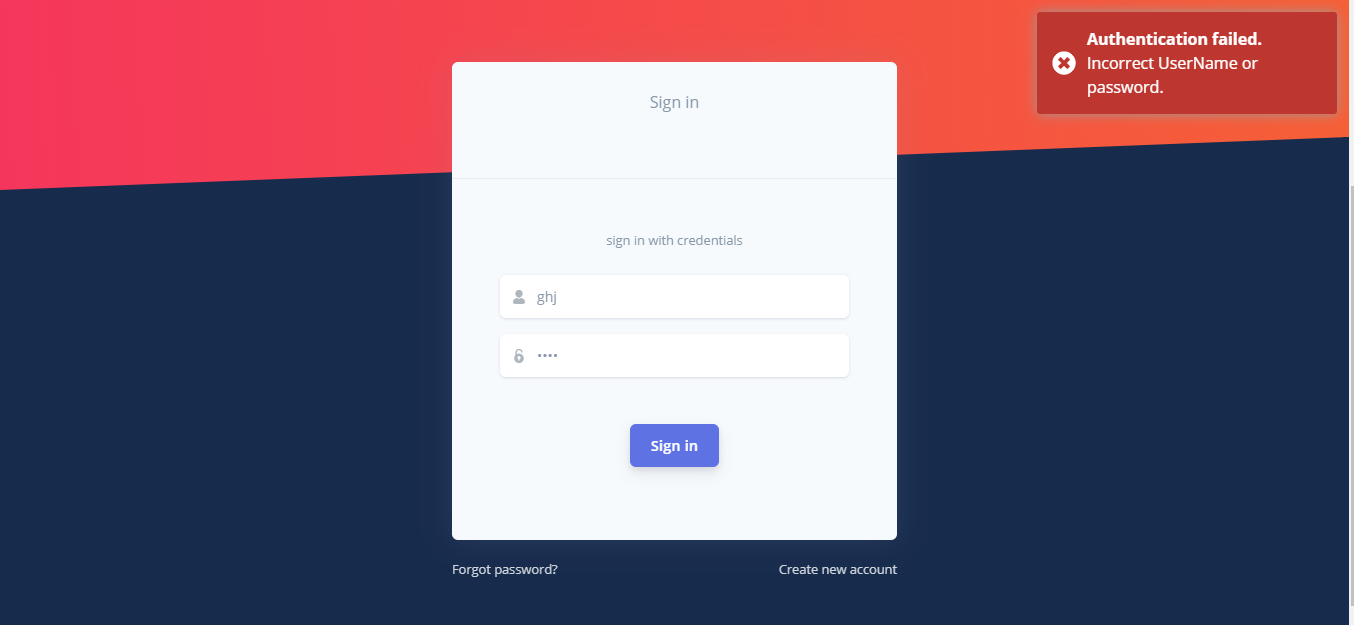 Authentication failed.
Incorrect UserName or
password.
Sign in
sign in with credentials
ghj
••••
Sign in
Forgot password?
Create new account